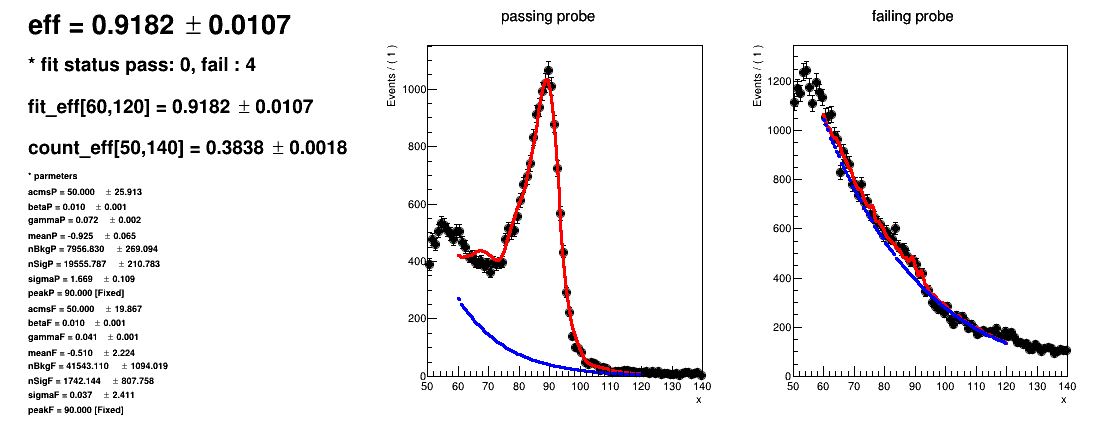 eff = 0.9182 ± 0.0107
* fit status pass: 0, fail : 4
fit_eff[60,120] = 0.9182 ± 0.0107
count_eff[50,140] = 0.3838 ± 0.0018
* parmeters
acmsP = 50.000 ± 25.913
betaP = 0.010 ± 0.001
gammaP = 0.072 ± 0.002
meanP = -0.925 ± 0.065
nBkgP = 7956.830 ± 269.094
nSigP = 19555.787 ± 210.783
sigmaP = 1.669 ± 0.109
peakP = 90.000 [Fixed]
acmsF = 50.000 ± 19.867
betaF = 0.010 ± 0.001
gammaF = 0.041 ± 0.001
meanF = -0.510 ± 2.224
nBkgF = 41543.110 ± 1094.019
nSigF = 1742.144 ± 807.758
sigmaF = 0.037 ± 2.411
peakF = 90.000 [Fixed]
passing probe
Events / ( 1 )
1000
800
600
400
200
0
50 60 70 80 90 100 110 120 130 140
x
failing probe
Events / ( 1 )
1200
1000
800
600
400
200
0
50 60 70 80 90 100 110 120 130 140
x